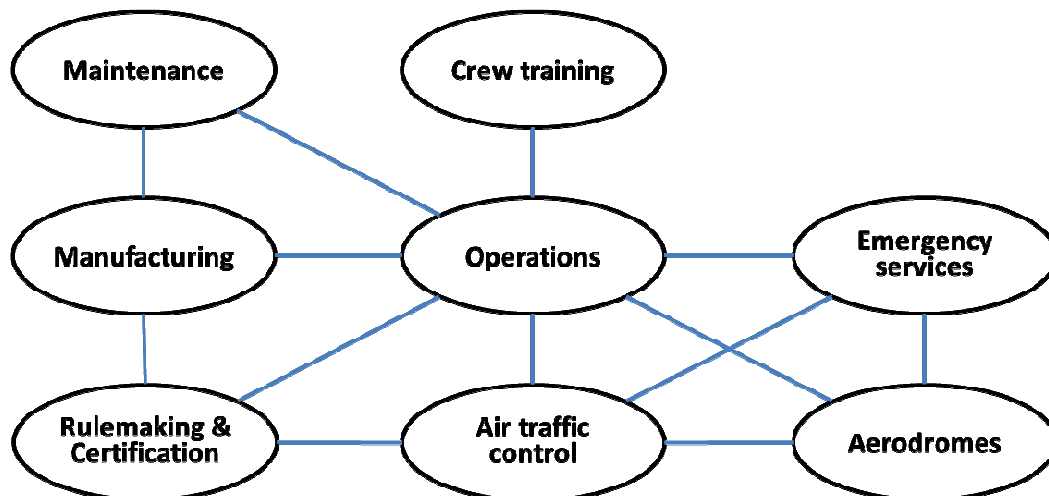 Maintenance
Crew training
Manufacturing
Operations
Emergency
services
Rulemaking &
Certification
Air traffic
control
Aerodromes